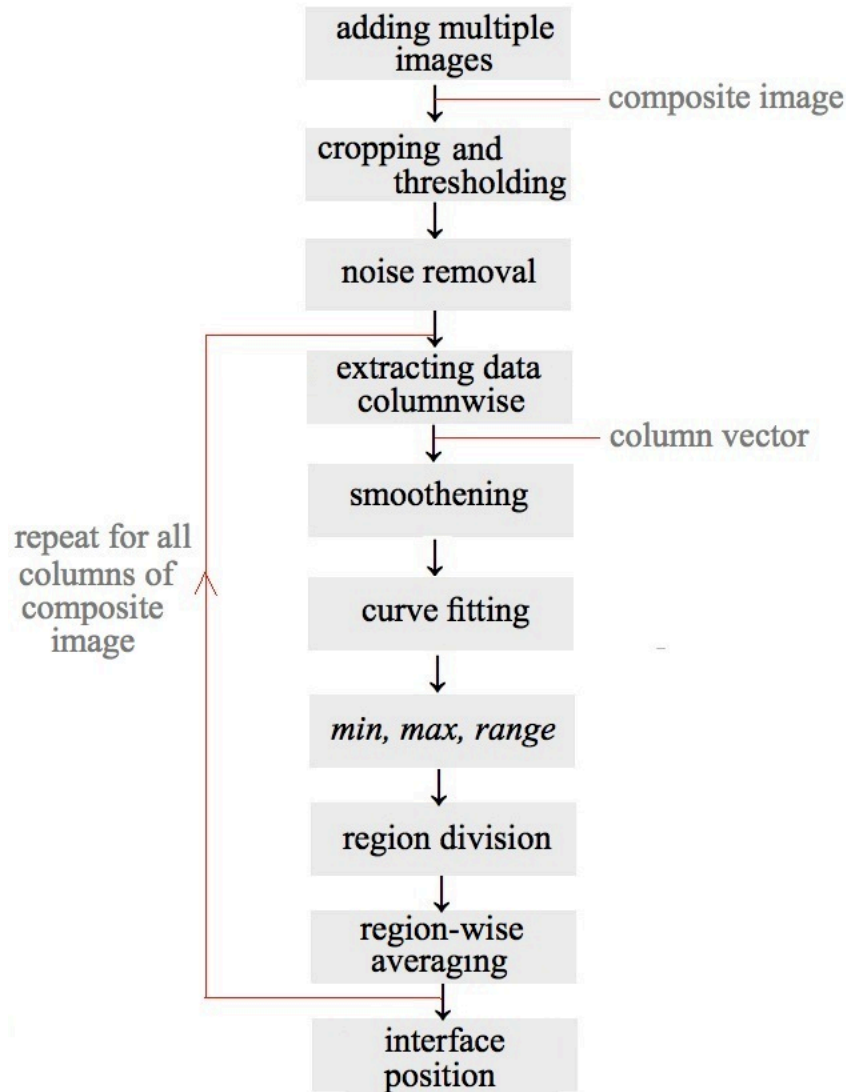 adding multiple
images
composite image
cropping and
thresholding
noise removal
extracting data
columnwise
column vector
smoothening
repeat for all
columns of
composite
image
curve fitting
min, max, range
region division
region-wise
averaging
interface
position